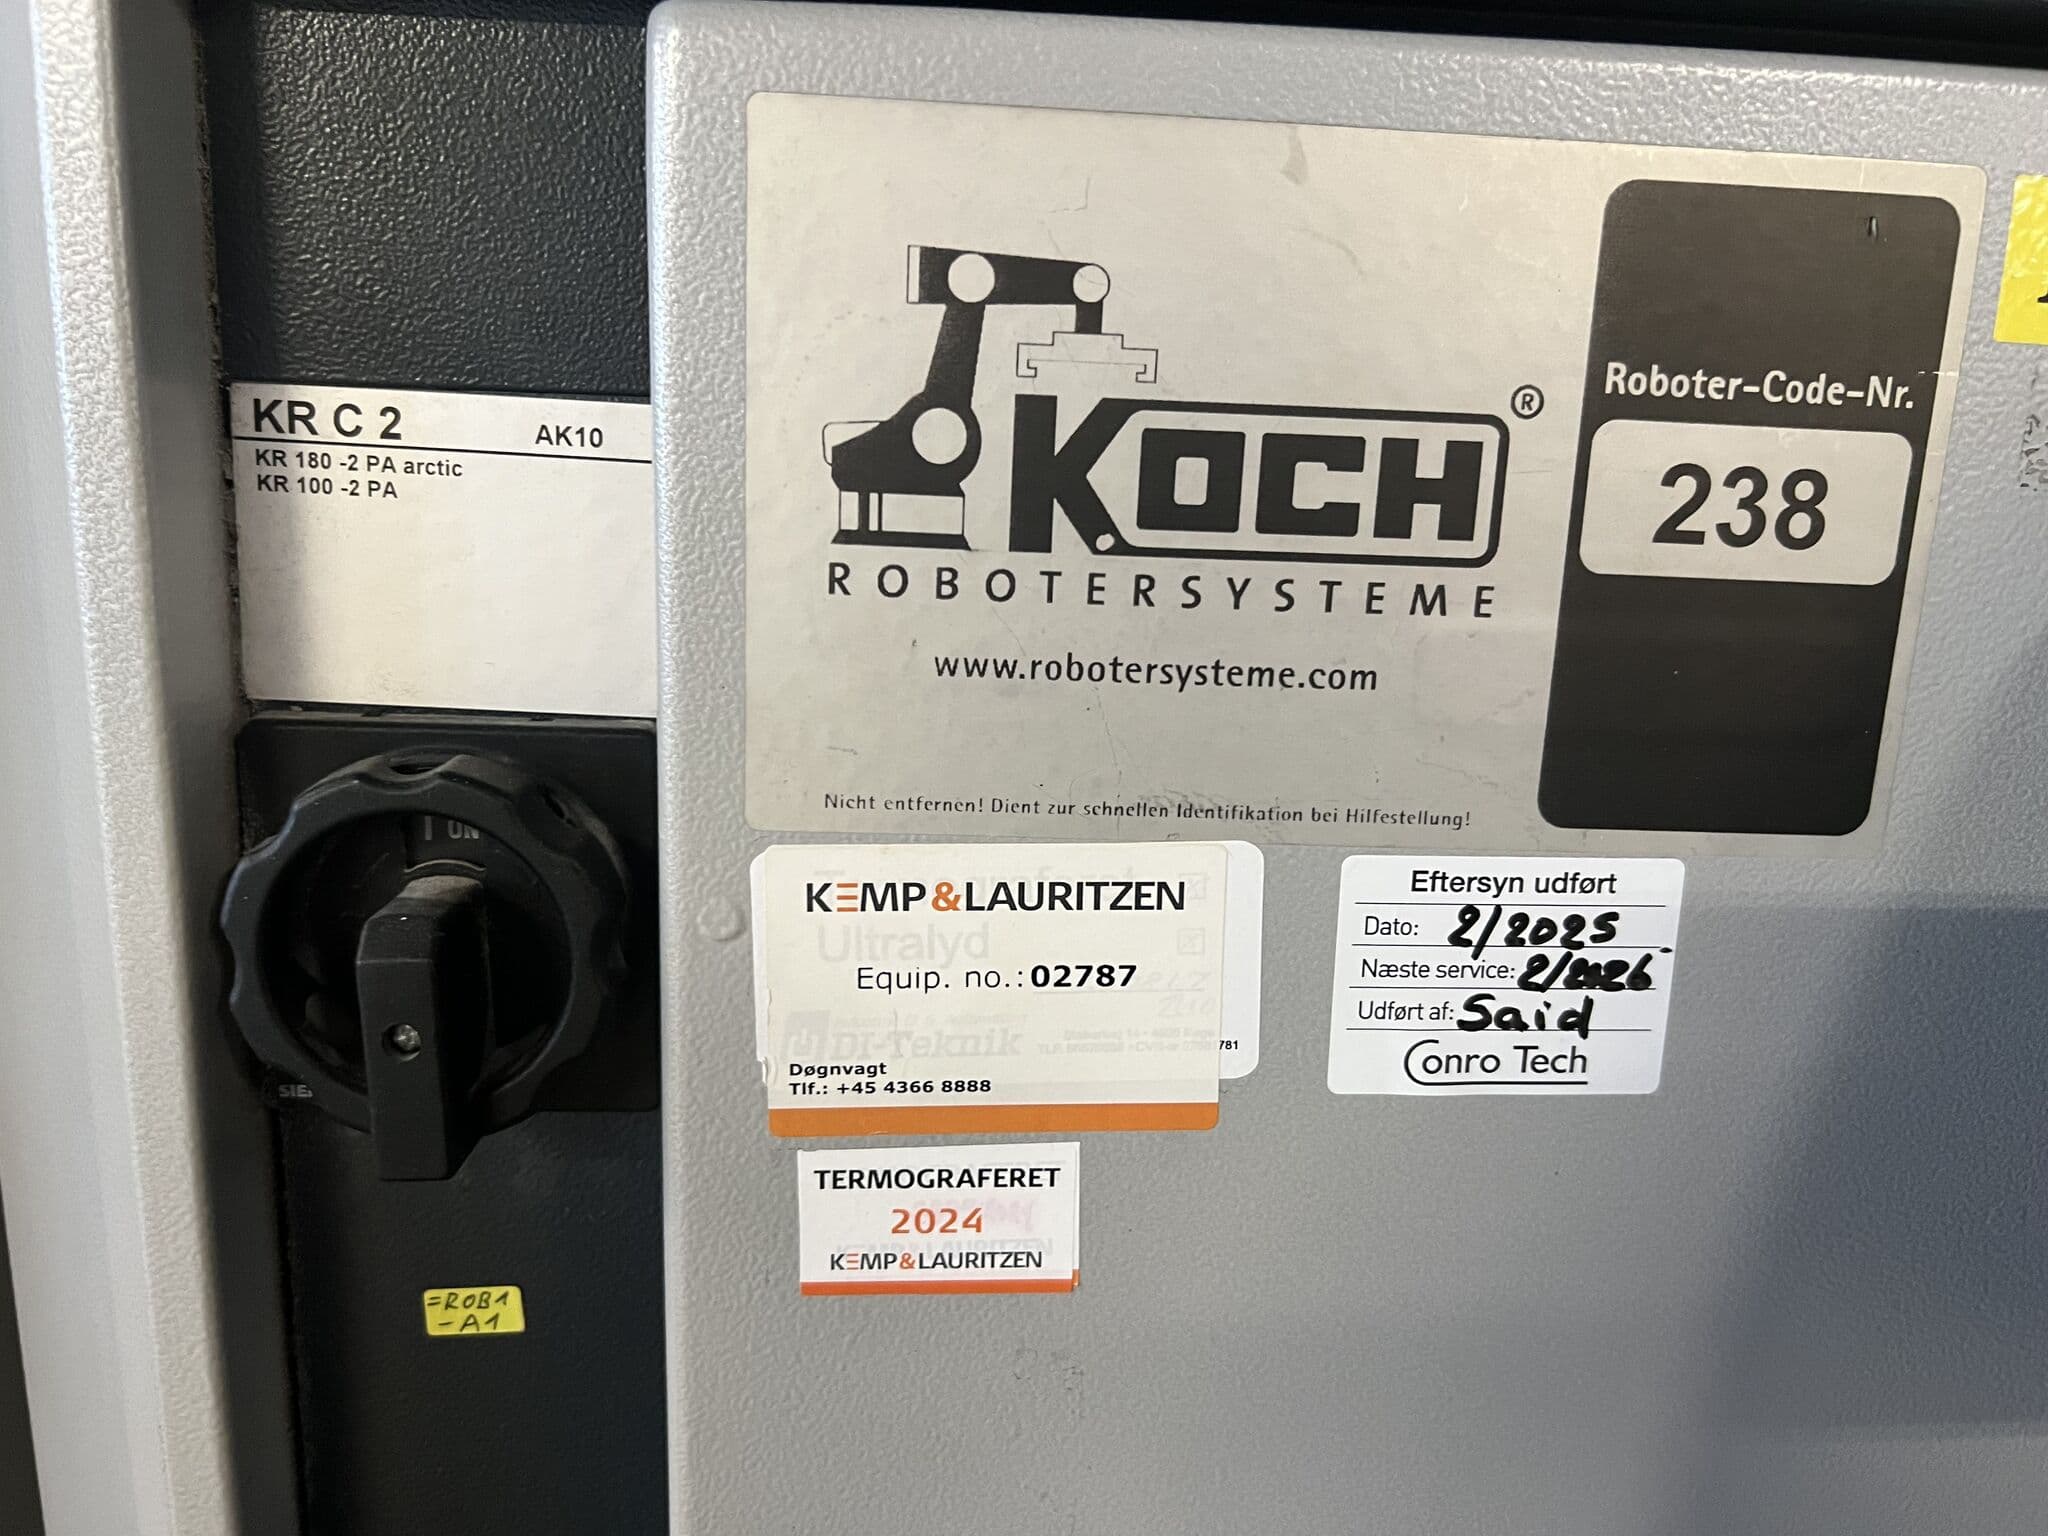 KR C 2 AK10
KR 180 -2 PA arctic
KR 100 -2 PA
I ON
SIE
=ROB1
-A1
KOCH ®
ROBOTERSYSTEME
www.robotersysteme.com
Nicht entfernen! Dient zur schnellen Identifikation bei Hilfestellung!
Roboter-Code-Nr.
238
KEMP&LAURITZEN
Ultralyd
Equip. no.: 02787
DI-Teknik
781
Døgnvagt
Tlf.: +45 4366 8888
TERMOGRAFERET
2024
KEMP&LAURITZEN
Eftersyn udført
Dato: 2/2025
Næste service: 2/2026
Udført af: Said
Conro Tech